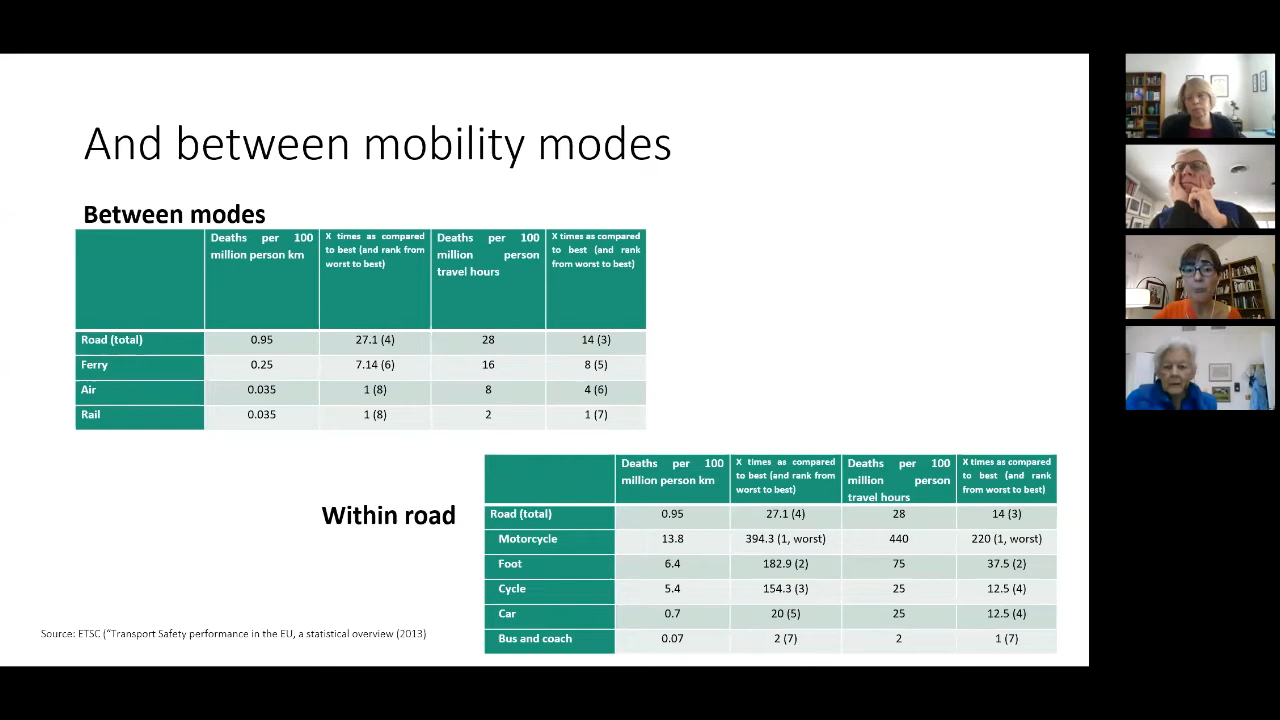 And between mobility modes
Between modes
Deaths per 100 million person km X times as compared to best (and rank from worst to best) Deaths per 100 million person travel hours X times as compared to best (and rank from worst to best)
Road (total) 0.95 27.1 (4) 28 14 (3)
Ferry 0.25 7.14 (6) 16 8 (5)
Air 0.035 1 (8) 8 4 (6)
Rail 0.035 1 (8) 2 1 (7)
Within road
Deaths per 100 million person km X times as compared to best (and rank from worst to best) Deaths per 100 million person travel hours X times as compared to best (and rank from worst to best)
Road (total) 0.95 27.1 (4) 28 14 (3)
Motorcycle 13.8 394.3 (1, worst) 440 220 (1, worst)
Foot 6.4 182.9 (2) 75 37.5 (2)
Cycle 5.4 154.3 (3) 25 12.5 (4)
Car 0.7 20 (5) 25 12.5 (4)
Bus and coach 0.07 2 (7) 2 1 (7)
Source: ETSC (“Transport Safety performance in the EU, a statistical overview (2013)